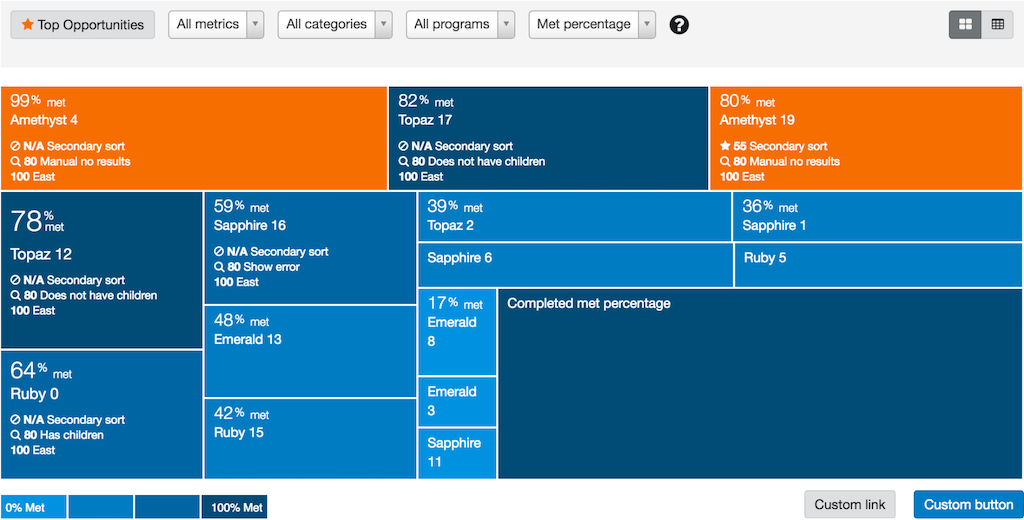 Top Opportunities
All metrics
All categories
All programs
Met percentage
?
99% met
Amethyst 4
N/A Secondary sort
80 Manual no results
100 East
82% met
Topaz 17
N/A Secondary sort
80 Does not have children
100 East
80% met
Amethyst 19
55 Secondary sort
80 Manual no results
100 East
78% met
Topaz 12
N/A Secondary sort
80 Does not have children
100 East
64% met
Ruby 0
N/A Secondary sort
80 Has children
100 East
59% met
Sapphire 16
N/A Secondary sort
80 Show error
100 East
48% met
Emerald 13
42% met
Ruby 15
39% met
Topaz 2
36% met
Sapphire 1
Sapphire 6
Ruby 5
17% met
Emerald
8
Emerald
3
Sapphire
11
Completed met percentage
0% Met
100% Met
Custom link
Custom button